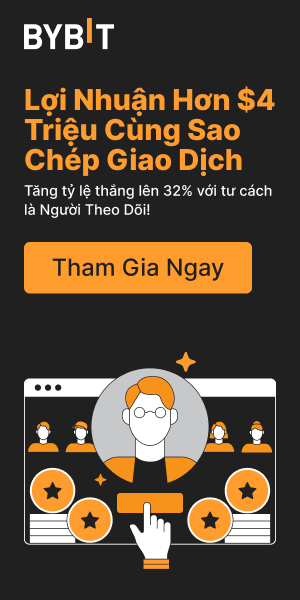 BYBIT
Lợi Nhuận Hơn $4
Triệu Cùng Sao
Chép Giao Dịch
Tăng tỷ lệ thắng lên 32% với tư cách
là Người Theo Dõi!
Tham Gia Ngay